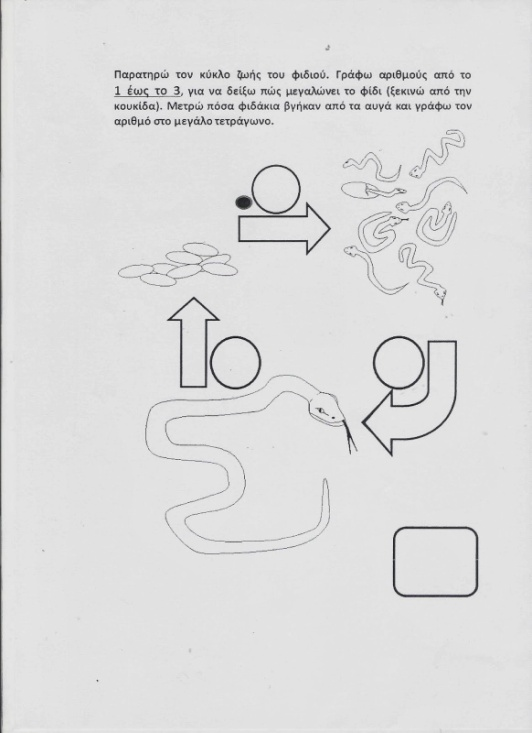 Παρατηρώ τον κύκλο ζωής του φιδιού. Γράφω αριθμούς από το
1 έως το 3, για να δείξω πώς μεγαλώνει το φίδι (ξεκινώ από την
κουκίδα). Μετρώ πόσα φιδάκια βγήκαν από τα αυγά και γράφω τον
αριθμό στο μεγάλο τετράγωνο.